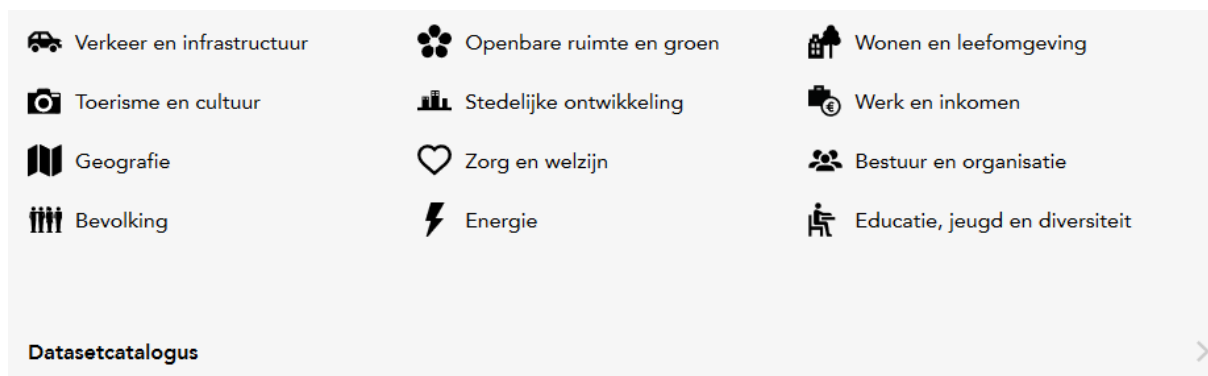 Verkeer en infrastructuur
Openbare ruimte en groen
Wonen en leefomgeving
Toerisme en cultuur
Stedelijke ontwikkeling
Werk en inkomen
Geografie
Zorg en welzijn
Bestuur en organisatie
Bevolking
Energie
Educatie, jeugd en diversiteit
Datasetcatalogus